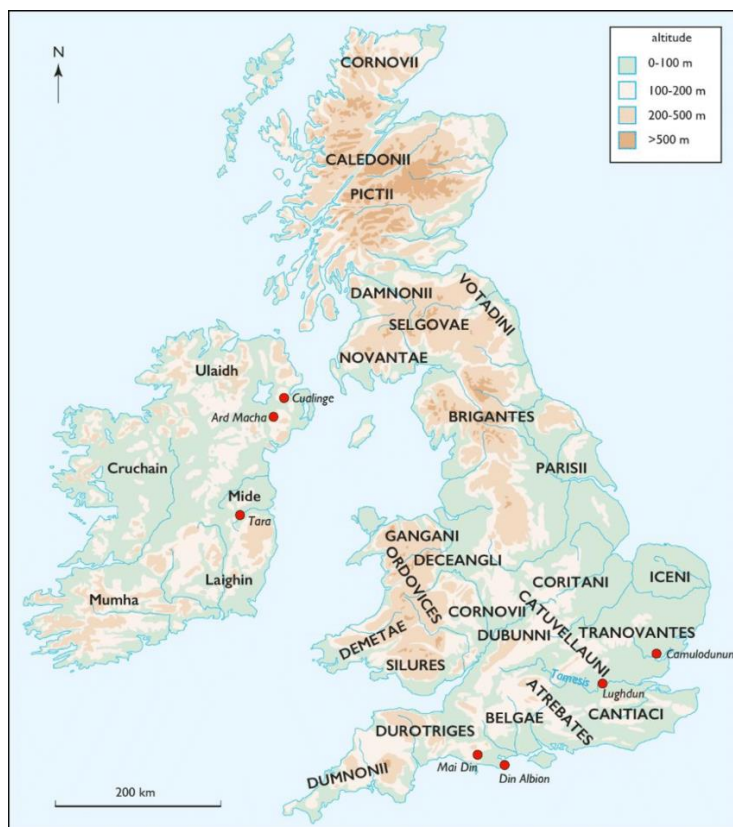 altitude
0-100 m
100-200 m
200-500 m
>500 m
N
CORNOVII
CALEDONII
PICTII
DAMNONII
VOTADINI
SELGOVAE
NOVANTAE
Ulaidh
Cualinge
Ard Macha
BRIGANTES
Cruchain
PARISII
Mide
Tara
GANGANI
DECEANGLI
ORDOVICES
CORITANI
ICENI
Laighin
Mumha
CORNOVII
CATUVELLAUNI
DUBUNNI
TRANOVANTES
DEMETAE
Camulodunum
SILURES
Tamesis
Lughdun
ATREBATES
BELGAE
CANTIACI
DUROTRIGES
Mai Din
Din Albion
DUMNONII
200 km